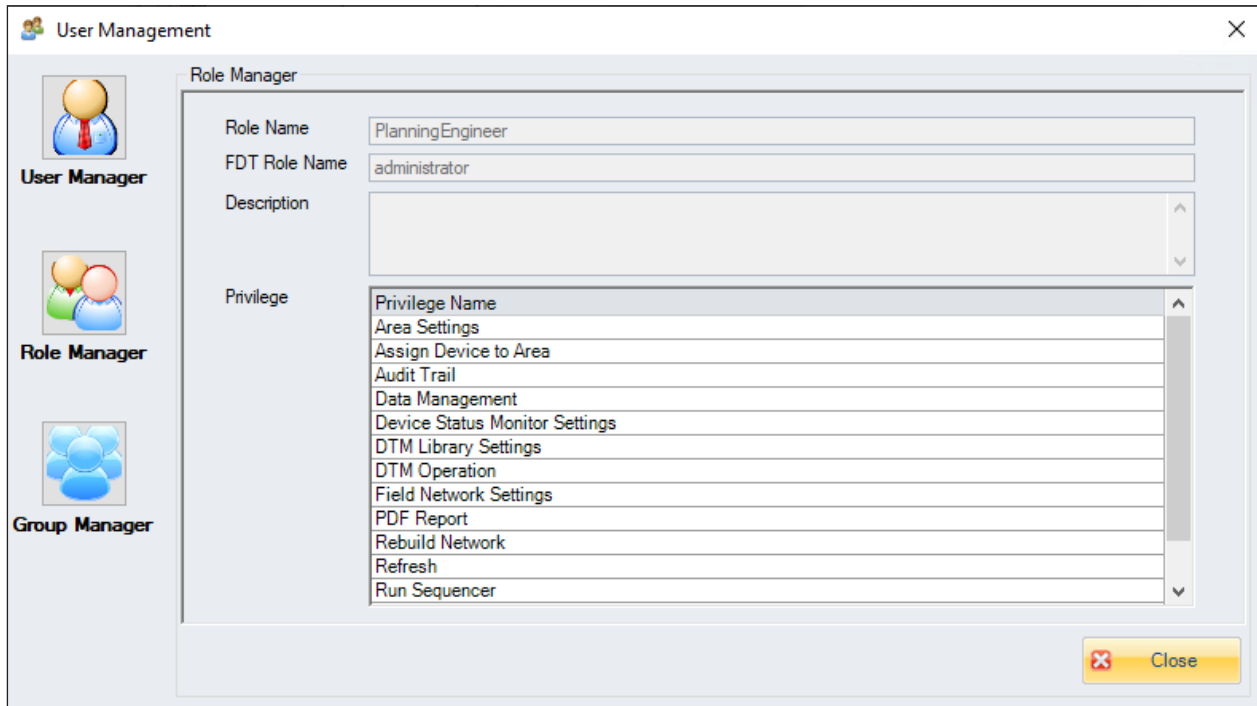 User Management
User Manager
Role Manager
Group Manager
Role Manager
Role Name
PlanningEngineer
FDT Role Name
administrator
Description
Privilege
Privilege Name
Area Settings
Assign Device to Area
Audit Trail
Data Management
Device Status Monitor Settings
DTM Library Settings
DTM Operation
Field Network Settings
PDF Report
Rebuild Network
Refresh
Run Sequencer
Close